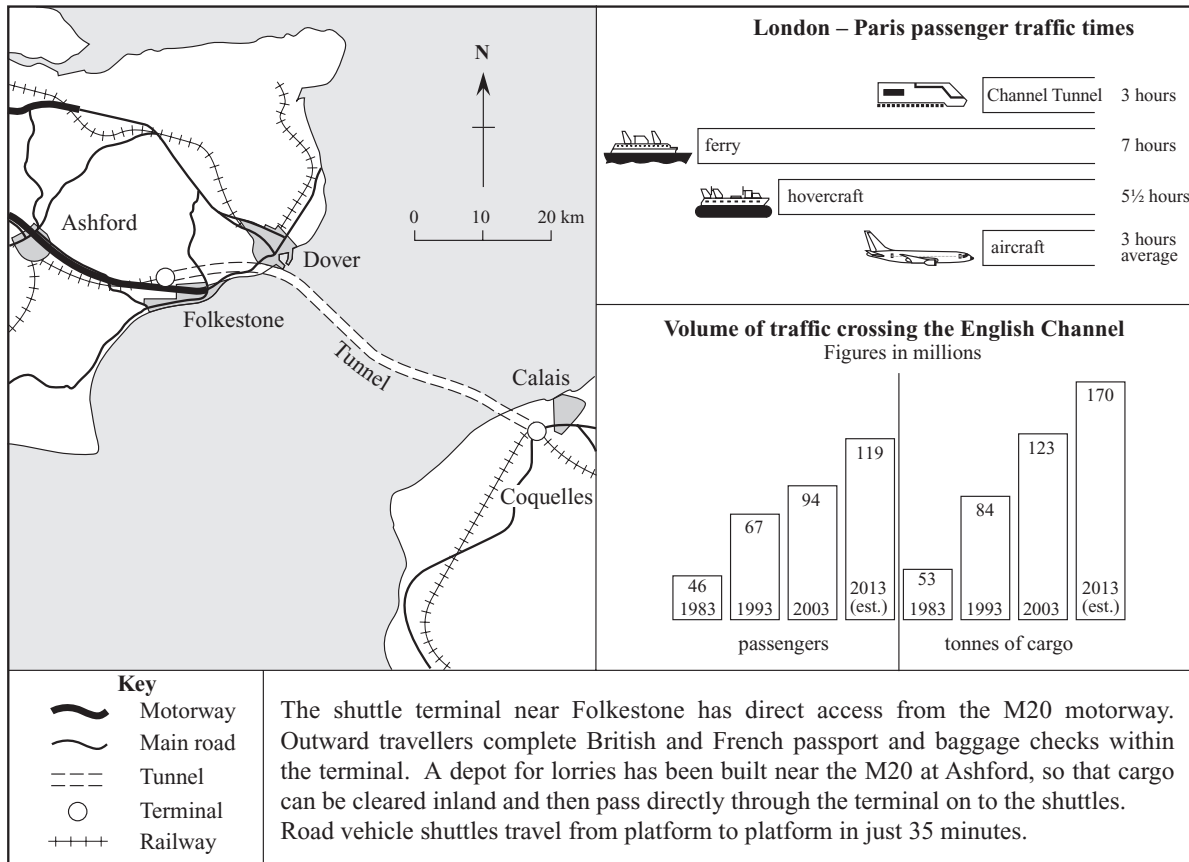 N
0 10 20 km
Ashford
Dover
Folkestone
Tunnel
Calais
Coquelles
London – Paris passenger traffic times
Channel Tunnel 3 hours
ferry 7 hours
hovercraft 5½ hours
aircraft 3 hours
average
Volume of traffic crossing the English Channel
Figures in millions
46
1983
67
1993
94
2003
119
2013
(est.)
passengers
53
1983
84
1993
123
2003
170
2013
(est.)
tonnes of cargo
Key
Motorway
Main road
Tunnel
Terminal
Railway
The shuttle terminal near Folkestone has direct access from the M20 motorway.
Outward travellers complete British and French passport and baggage checks within
the terminal. A depot for lorries has been built near the M20 at Ashford, so that cargo
can be cleared inland and then pass directly through the terminal on to the shuttles.
Road vehicle shuttles travel from platform to platform in just 35 minutes.